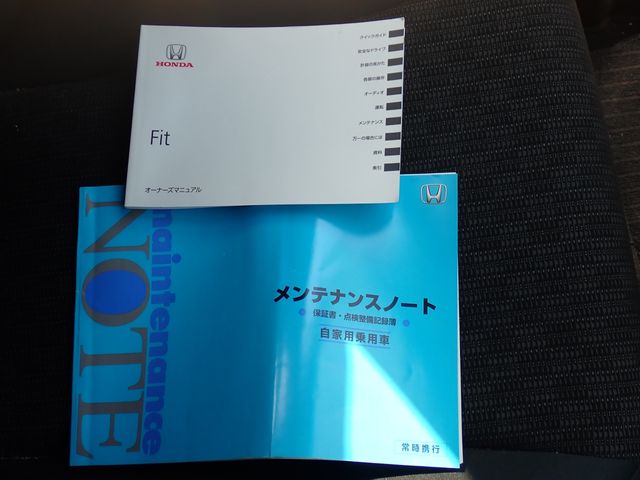 HONDA
Fit
オーナーズマニュアル
クイックガイド
安全なドライブ
計器の見かた
各部の操作
オーディオ
運転
メンテナンス
万一の場合には
資料
索引
maintenance
NOTE
メンテナンスノート
保証書・点検整備記録簿
自家用乗用車
常時携行